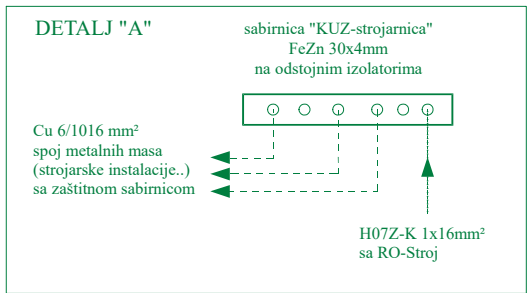 DETALJ "A"
sabirnica "KUZ-strojarnica"
FeZn 30x4mm
na odstojnim izolatorima
Cu 6/1016 mm²
spoj metalnih masa
(strojarske instalacije..)
sa zaštitnom sabirnicom
H07Z-K 1x16mm²
sa RO-Stroj